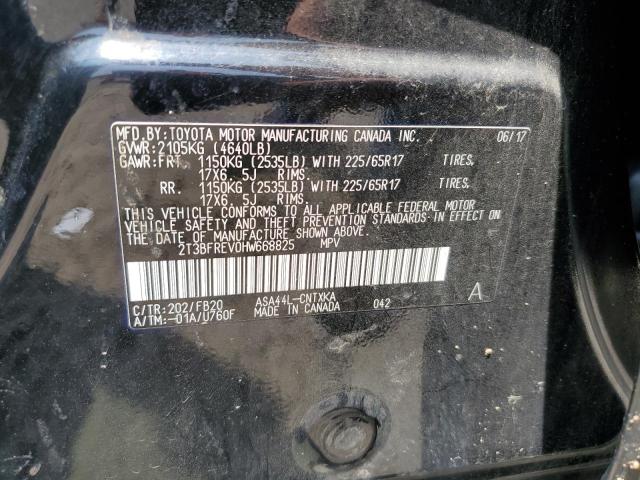 MFD.BY:TOYOTA MOTOR MANUFACTURING CANADA INC. 06/17
GVWR:2105KG (4640LB)
GAWR:FRT. 1150KG (2535LB) WITH 225/65R17 TIRES.
17X6. 5J RIMS.
RR. 1150KG (2535LB) WITH 225/65R17 TIRES.
17X6. 5J RIMS.
THIS VEHICLE CONFORMS TO ALL APPLICABLE FEDERAL MOTOR
VEHICLE SAFETY AND THEFT PREVENTION STANDARDS IN EFFECT ON
THE DATE OF MANUFACTURE SHOWN ABOVE.
2T3BFREV0HW668825 MPV
C/TR:202/FB20 ASA44L-CNTXKA 042 A
A/TM:-01A/U760F MADE IN CANADA